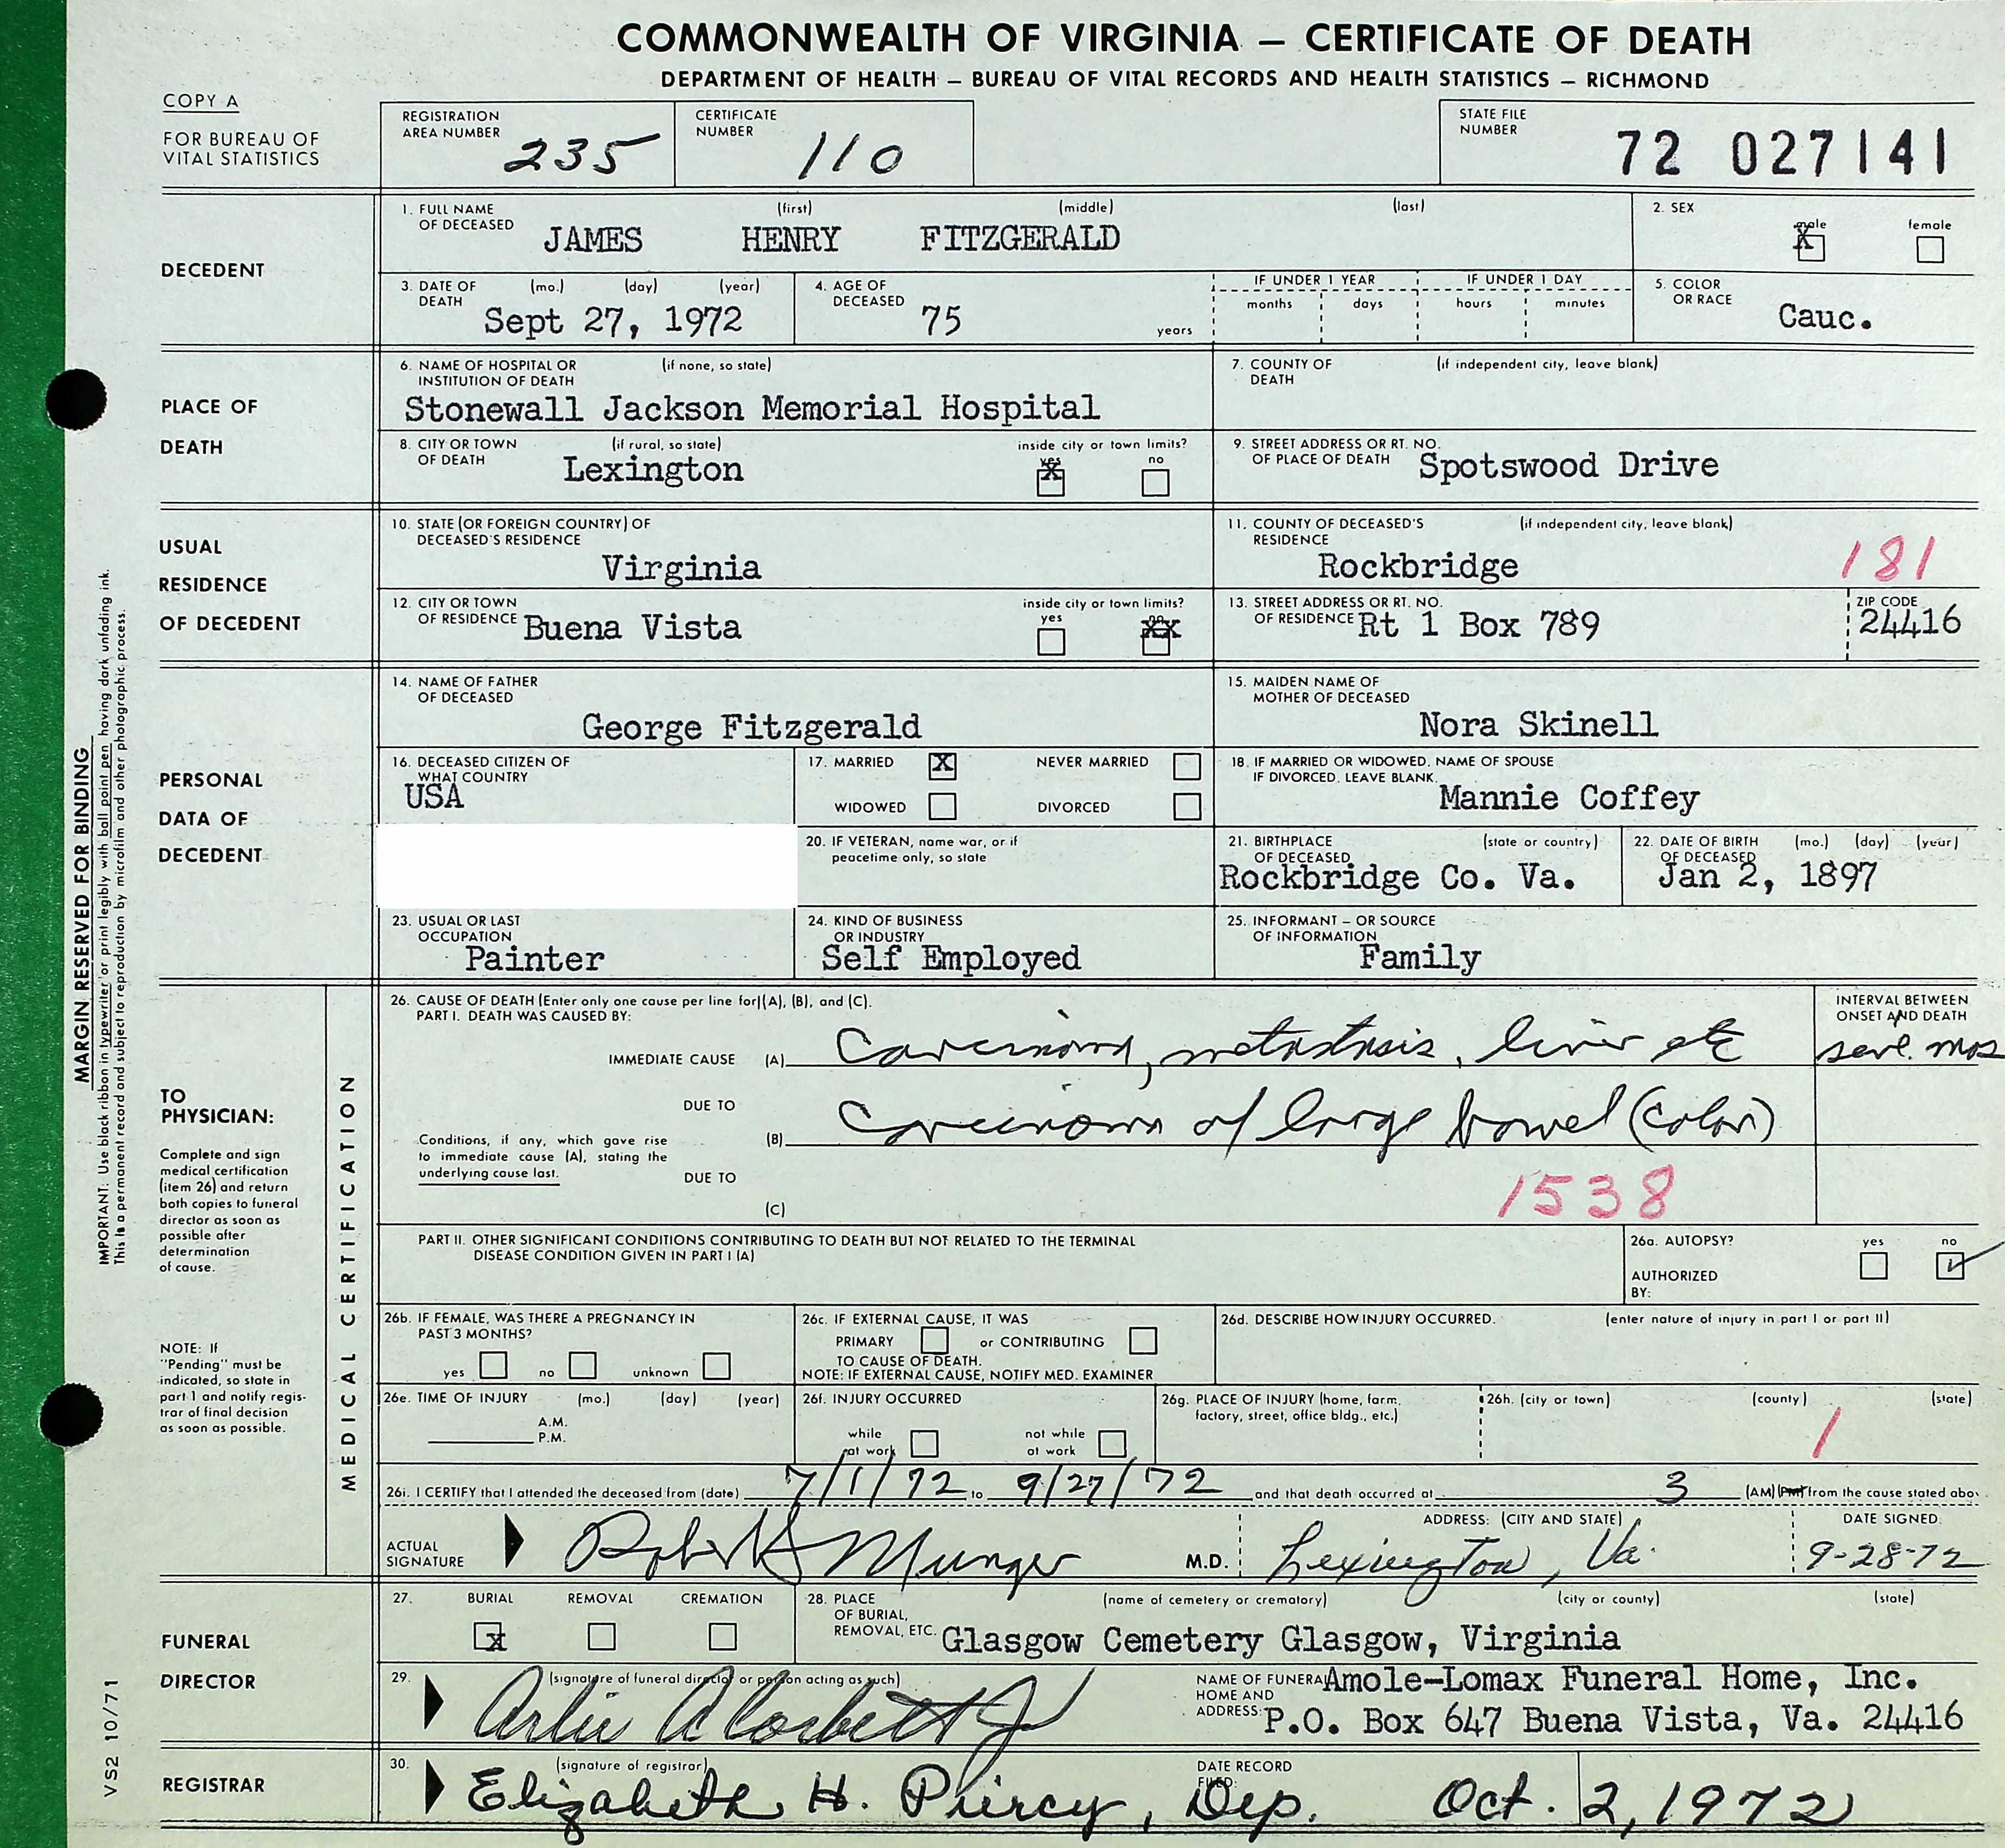 COMMONWEALTH OF VIRGINIA — CERTIFICATE OF DEATH
DEPARTMENT OF HEALTH — BUREAU OF VITAL RECORDS AND HEALTH STATISTICS — RICHMOND
COPY A
FOR BUREAU OF
VITAL STATISTICS
REGISTRATION
AREA NUMBER 235
CERTIFICATE
NUMBER 110
STATE FILE
NUMBER 72 027141
DECEDENT
1. FULL NAME (first) (middle) (last)
OF DECEASED JAMES HENRY FITZGERALD
2. SEX male X female
3. DATE OF (mo.) (day) (year)
DEATH Sept 27, 1972
4. AGE OF
DECEASED 75 years
IF UNDER 1 YEAR IF UNDER 1 DAY
months days hours minutes
5. COLOR
OR RACE Cauc.
PLACE OF
DEATH
6. NAME OF HOSPITAL OR (if none, so state)
INSTITUTION OF DEATH
Stonewall Jackson Memorial Hospital
7. COUNTY OF (if independent city, leave blank)
DEATH
8. CITY OR TOWN (if rural, so state) inside city or town limits?
OF DEATH Lexington yes X no
9. STREET ADDRESS OR RT. NO.
OF PLACE OF DEATH Spotswood Drive
USUAL
RESIDENCE
OF DECEDENT
10. STATE (OR FOREIGN COUNTRY) OF
DECEASED'S RESIDENCE
Virginia
11. COUNTY OF DECEASED'S (if independent city, leave blank)
RESIDENCE
Rockbridge 181
12. CITY OR TOWN inside city or town limits?
OF RESIDENCE Buena Vista yes no XX
13. STREET ADDRESS OR RT. NO.
OF RESIDENCE Rt 1 Box 789
ZIP CODE
24416
PERSONAL
DATA OF
DECEDENT
14. NAME OF FATHER
OF DECEASED
George Fitzgerald
15. MAIDEN NAME OF
MOTHER OF DECEASED
Nora Skinell
16. DECEASED CITIZEN OF
WHAT COUNTRY
USA
17. MARRIED X NEVER MARRIED
WIDOWED DIVORCED
18. IF MARRIED OR WIDOWED, NAME OF SPOUSE
IF DIVORCED, LEAVE BLANK.
Mannie Coffey
20. IF VETERAN, name war, or if
peacetime only, so state
21. BIRTHPLACE (state or country)
OF DECEASED
Rockbridge Co. Va.
22. DATE OF BIRTH (mo.) (day) (year)
OF DECEASED
Jan 2, 1897
23. USUAL OR LAST
OCCUPATION
Painter
24. KIND OF BUSINESS
OR INDUSTRY
Self Employed
25. INFORMANT — OR SOURCE
OF INFORMATION
Family
TO
PHYSICIAN:
Complete and sign
medical certification
(item 26) and return
both copies to funeral
director as soon as
possible after
determination
of cause.
NOTE: If
"Pending" must be
indicated, so state in
part 1 and notify regis-
trar of final decision
as soon as possible.
MEDICAL CERTIFICATION
26. CAUSE OF DEATH (Enter only one cause per line for (A), (B), and (C).
PART I. DEATH WAS CAUSED BY:
INTERVAL BETWEEN
ONSET AND DEATH
IMMEDIATE CAUSE (A) Carcinoma, metastasis, liver etc sevl. mos
DUE TO
(B) Carcinoma of large bowel (colon)
Conditions, if any, which gave rise
to immediate cause (A), stating the
underlying cause last.
DUE TO
(C) 1538
PART II. OTHER SIGNIFICANT CONDITIONS CONTRIBUTING TO DEATH BUT NOT RELATED TO THE TERMINAL
DISEASE CONDITION GIVEN IN PART I (A)
26a. AUTOPSY? yes no ✓
AUTHORIZED
BY:
26b. IF FEMALE, WAS THERE A PREGNANCY IN
PAST 3 MONTHS?
yes no unknown
26c. IF EXTERNAL CAUSE, IT WAS
PRIMARY or CONTRIBUTING
TO CAUSE OF DEATH.
NOTE: IF EXTERNAL CAUSE, NOTIFY MED. EXAMINER
26d. DESCRIBE HOW INJURY OCCURRED. (enter nature of injury in part I or part II)
26e. TIME OF INJURY (mo.) (day) (year)
A.M.
P.M.
26f. INJURY OCCURRED
while
at work
not while
at work
26g. PLACE OF INJURY (home, farm,
factory, street, office bldg., etc.)
26h. (city or town) (county) (state)
1
26i. I CERTIFY that I attended the deceased from (date) 7/1/72 to 9/27/72 and that death occurred at 3 (AM) (PM) from the cause stated abov
ACTUAL
SIGNATURE Robert S Munger M.D.
ADDRESS: (CITY AND STATE)
Lexington, Va.
DATE SIGNED:
9-28-72
FUNERAL
DIRECTOR
27. BURIAL X REMOVAL CREMATION
28. PLACE (name of cemetery or crematory) (city or county) (state)
OF BURIAL,
REMOVAL, ETC. Glasgow Cemetery Glasgow, Virginia
29. (signature of funeral director or person acting as such)
Arlie A Corbett Jr
NAME OF FUNERAL Amole-Lomax Funeral Home, Inc.
HOME AND
ADDRESS: P.O. Box 647 Buena Vista, Va. 24416
REGISTRAR
30. (signature of registrar)
Elizabeth H. Piercy, Dep.
DATE RECORD
FILED:
Oct. 2, 1972
MARGIN RESERVED FOR BINDING
IMPORTANT: Use black ribbon in typewriter or print legibly with ball point pen having dark unfading ink.
This is a permanent record and subject to reproduction by microfilm and other photographic process.
VS2 10/71